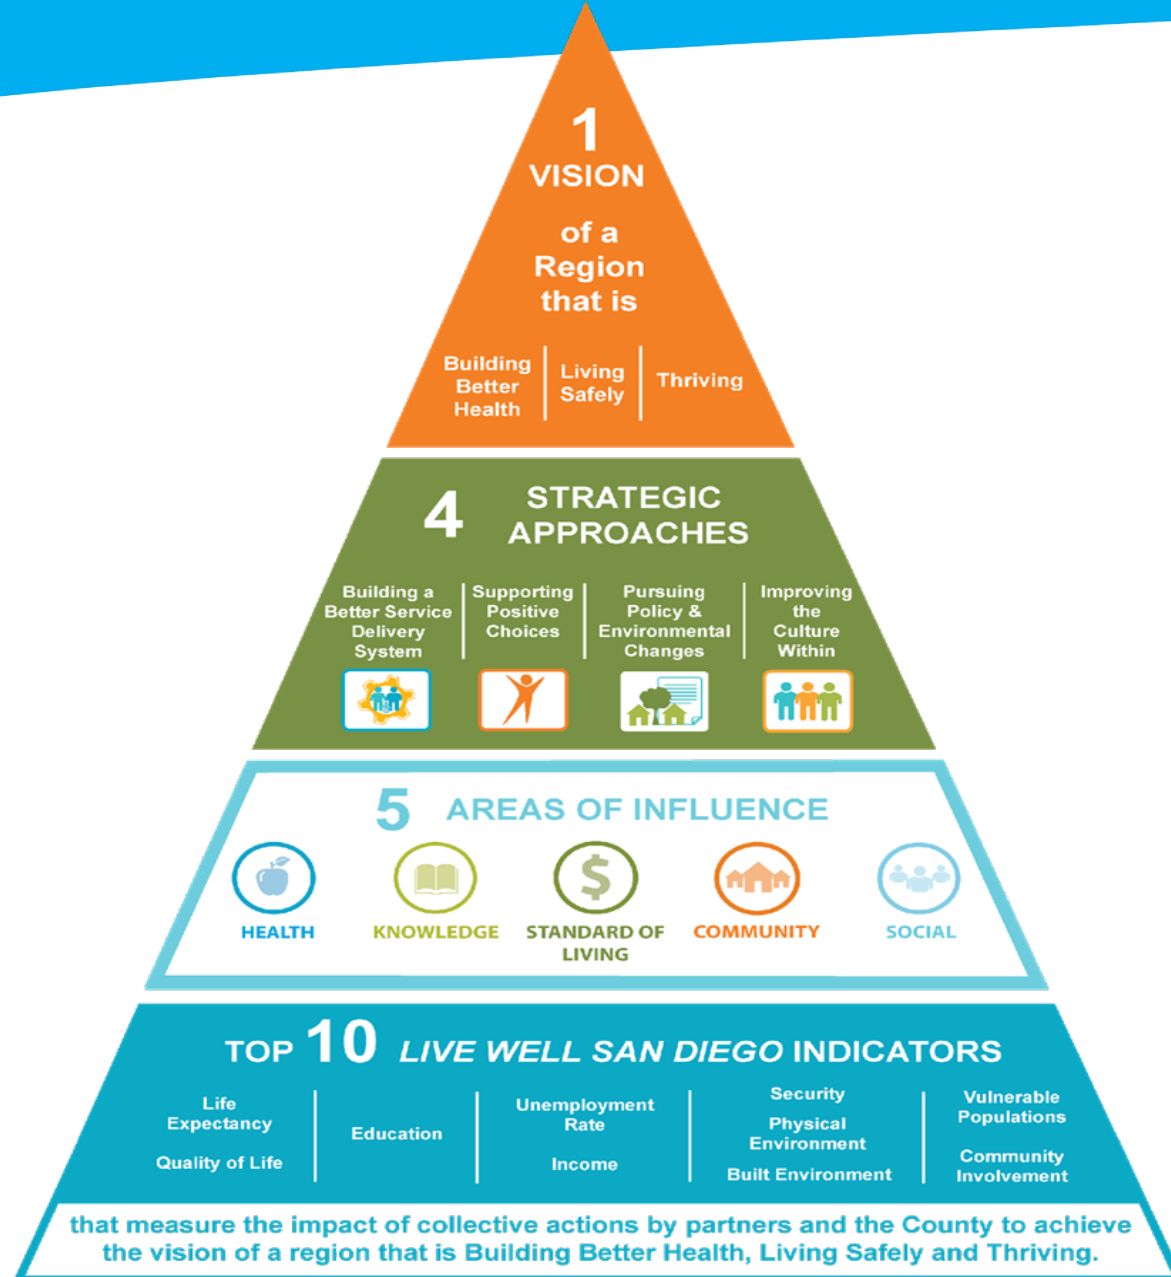 1
VISION
of a
Region
that is
Building
Better
Health
Living
Safely
Thriving
4
STRATEGIC
APPROACHES
Building a
Better Service
Delivery
System
Supporting
Positive
Choices
Pursuing
Policy &
Environmental
Changes
Improving
the
Culture
Within
5 AREAS OF INFLUENCE
HEALTH
KNOWLEDGE
STANDARD OF
LIVING
COMMUNITY
SOCIAL
TOP 10 LIVE WELL SAN DIEGO INDICATORS
Life
Expectancy
Quality of Life
Education
Unemployment
Rate
Income
Security
Physical
Environment
Built Environment
Vulnerable
Populations
Community
Involvement
that measure the impact of collective actions by partners and the County to achieve
the vision of a region that is Building Better Health, Living Safely and Thriving.